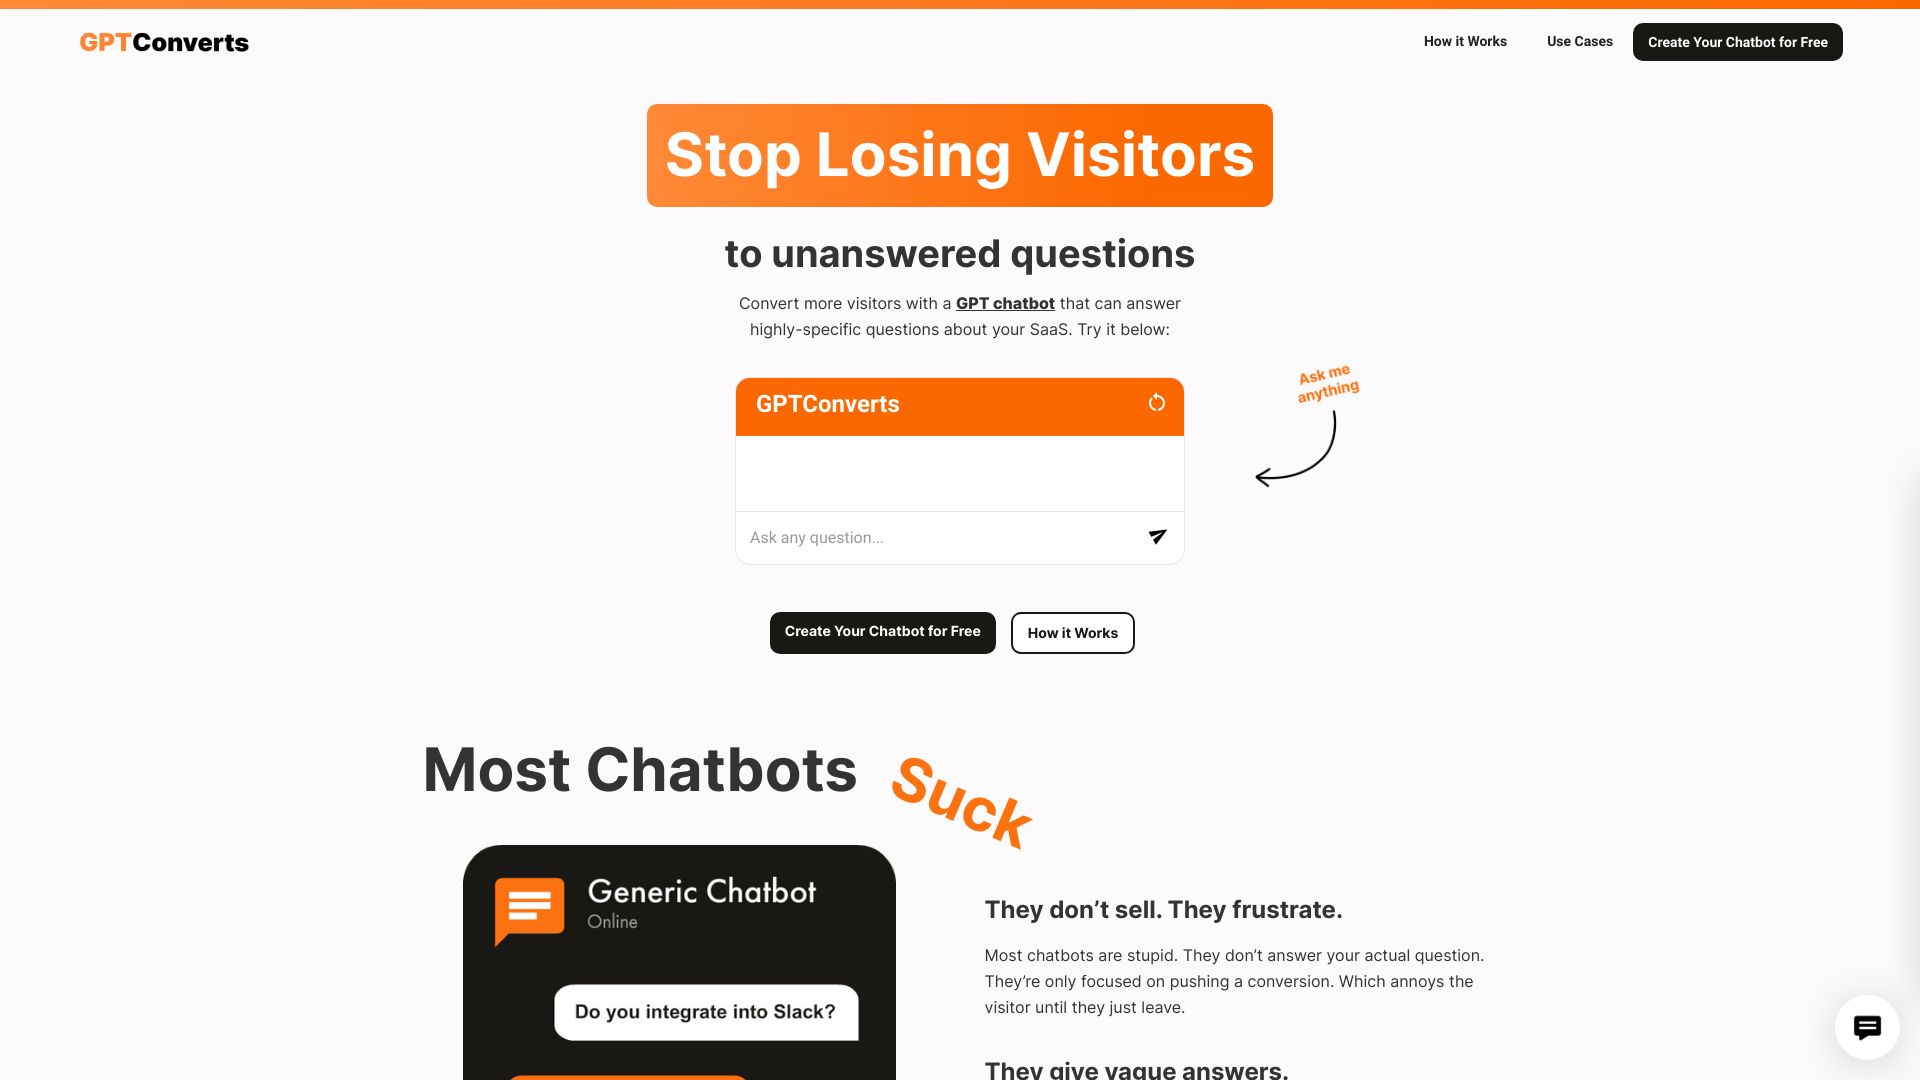 GPTConverts
How it Works
Use Cases
Create Your Chatbot for Free
Stop Losing Visitors
to unanswered questions
Convert more visitors with a GPT chatbot that can answer
highly-specific questions about your SaaS. Try it below:
Ask me
anything
GPTConverts
Ask any question...
Create Your Chatbot for Free
How it Works
Most Chatbots Suck
Generic Chatbot
Online
Do you integrate into Slack?
They don’t sell. They frustrate.
Most chatbots are stupid. They don’t answer your actual question.
They’re only focused on pushing a conversion. Which annoys the
visitor until they just leave.
They give vague answers.